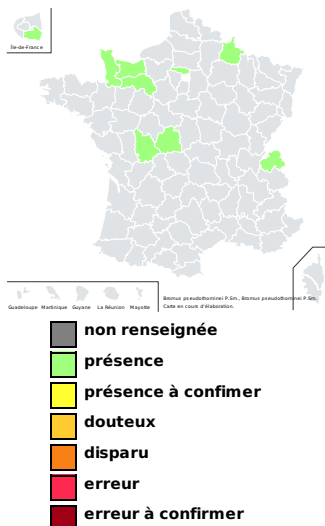 Île-de-France
Guadeloupe Martinique Guyane La Réunion Mayotte
Bromus pseudothominei P.Sm., Bromus pseudothominei P.Sm.
Carte en cours d'élaboration.
non renseignée
présence
présence à confimer
douteux
disparu
erreur
erreur à confirmer